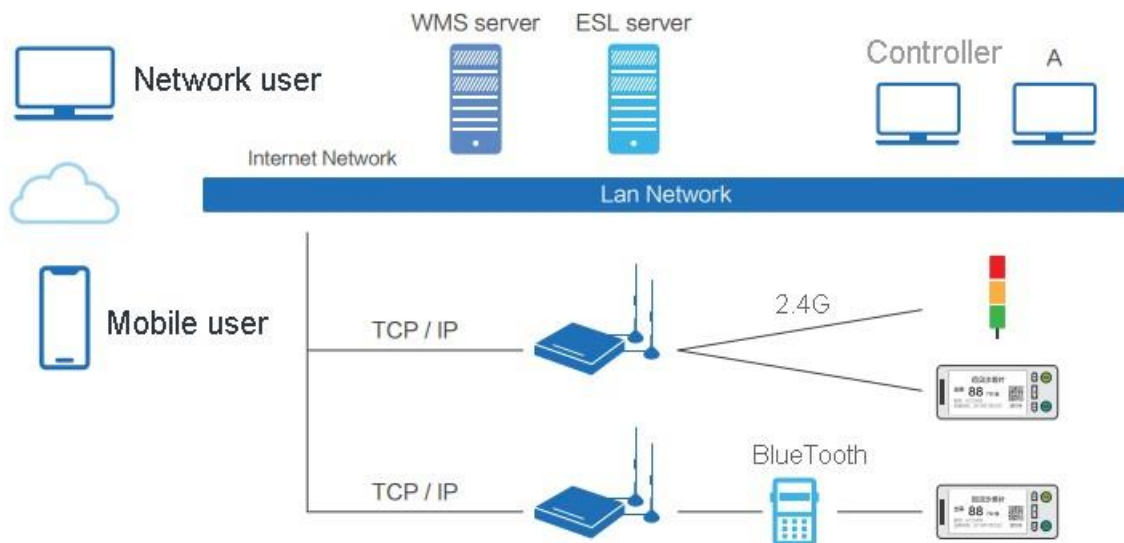 WMS server
ESL server
Network user
Controller
A
Internet Network
Lan Network
Mobile user
TCP / IP
2.4G
88
TCP / IP
BlueTooth
88